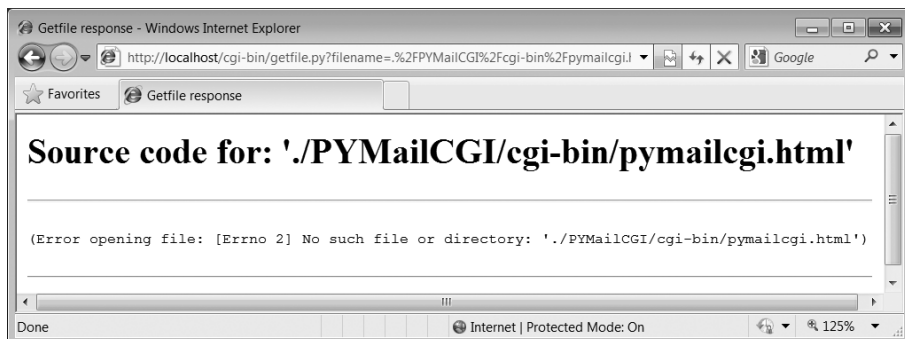 Getfile response - Windows Internet Explorer
http://localhost/cgi-bin/getfile.py?filename=.%2FPYMailCGI%2Fcgi-bin%2Fpymailcgi.l
Google
Favorites
Getfile response
Source code for: './PYMailCGI/cgi-bin/pymailcgi.html'
(Error opening file: [Errno 2] No such file or directory: './PYMailCGI/cgi-bin/pymailcgi.html')
Done
Internet | Protected Mode: On
125%